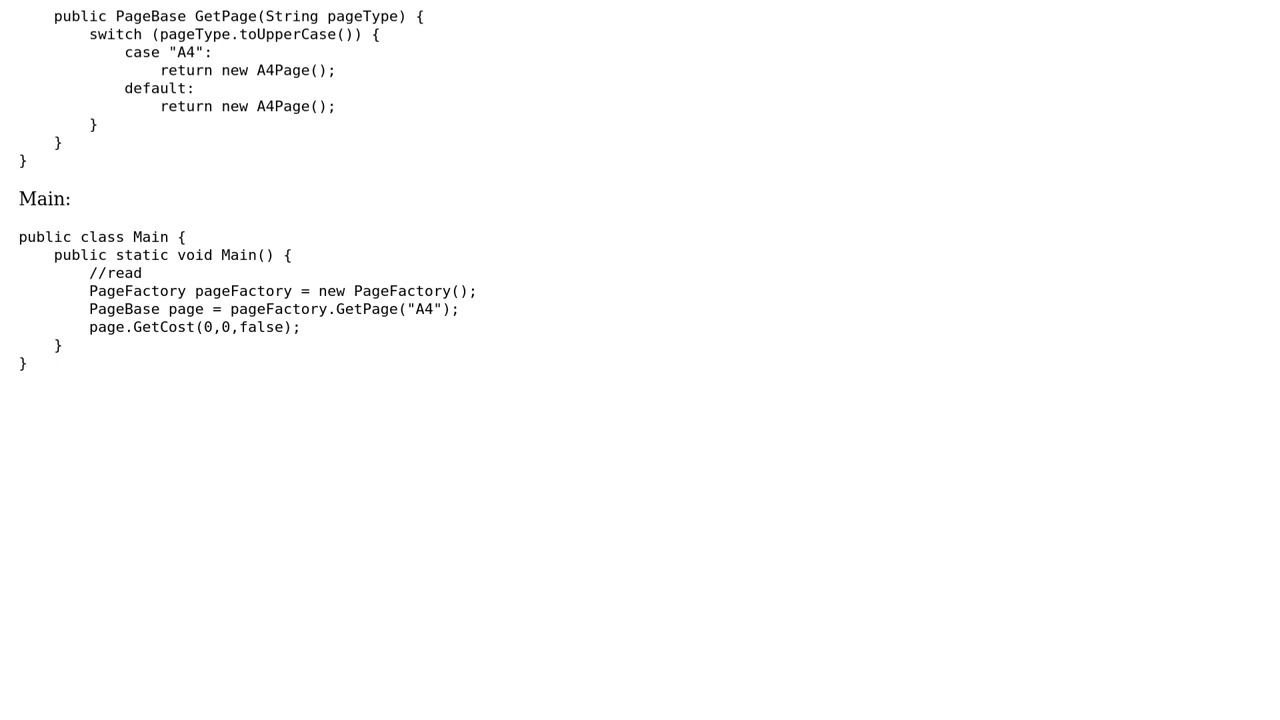 public PageBase GetPage(String pageType) {
        switch (pageType.toUpperCase()) {
            case "A4":
                return new A4Page();
            default:
                return new A4Page();
        }
    }
}
Main:
public class Main {
    public static void Main() {
        //read
        PageFactory pageFactory = new PageFactory();
        PageBase page = pageFactory.GetPage("A4");
        page.GetCost(0,0,false);
    }
}